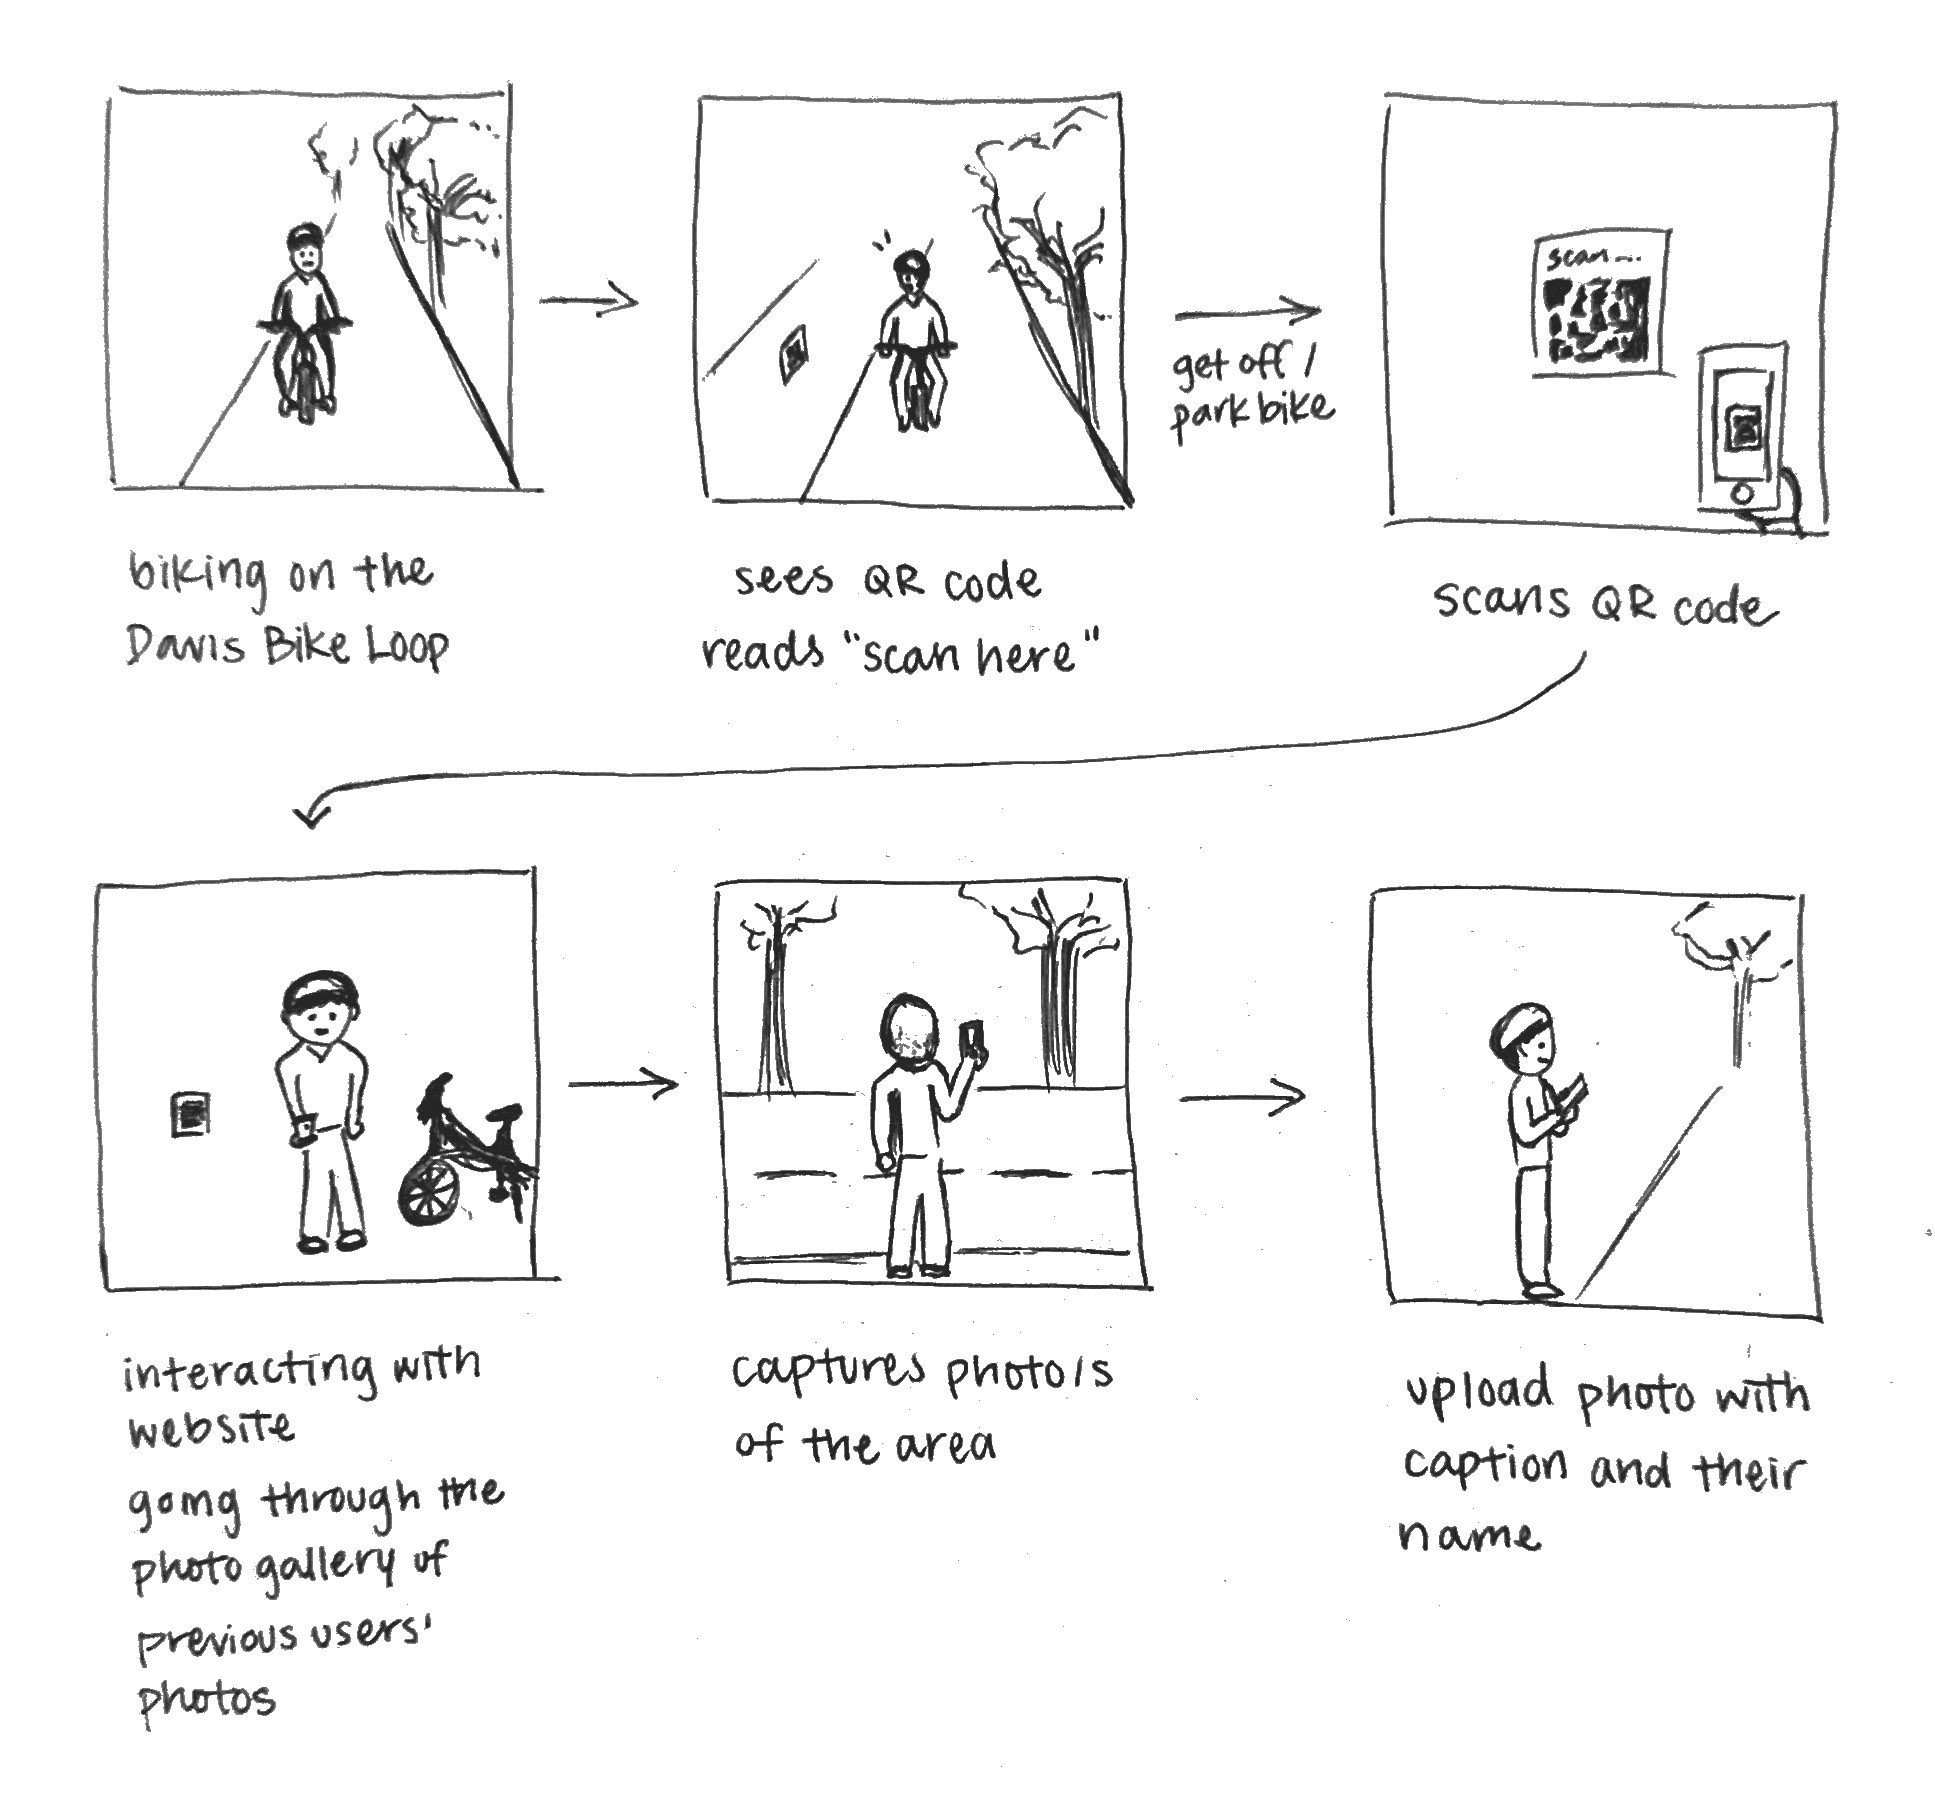 biking on the
Davis Bike Loop
sees QR code
reads "scan here"
get off /
park bike
scan
scans QR code
interacting with
website
going through the
photo gallery of
previous users'
photos
captures photo/s
of the area
upload photo with
caption and their
name